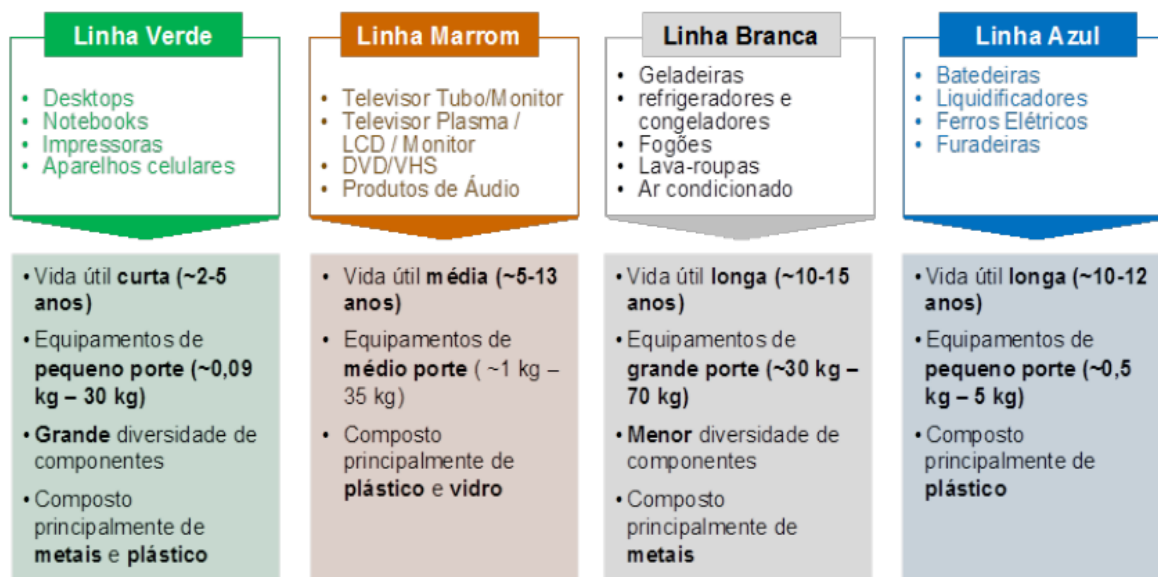 Linha Verde
• Desktops
• Notebooks
• Impressoras
• Aparelhos celulares
• Vida útil curta (~2-5
anos)
• Equipamentos de
pequeno porte (~0,09
kg – 30 kg)
• Grande diversidade de
componentes
• Composto
principalmente de
metais e plástico
Linha Marrom
• Televisor Tubo/Monitor
• Televisor Plasma /
LCD / Monitor
• DVD/VHS
• Produtos de Áudio
• Vida útil média (~5-13
anos)
• Equipamentos de
médio porte ( ~1 kg –
35 kg)
• Composto
principalmente de
plástico e vidro
Linha Branca
• Geladeiras
• refrigeradores e
congeladores
• Fogões
• Lava-roupas
• Ar condicionado
• Vida útil longa (~10-15
anos)
• Equipamentos de
grande porte (~30 kg –
70 kg)
• Menor diversidade de
componentes
• Composto
principalmente de
metais
Linha Azul
• Batedeiras
• Liquidificadores
• Ferros Elétricos
• Furadeiras
• Vida útil longa (~10-12
anos)
• Equipamentos de
pequeno porte (~0,5
kg – 5 kg)
• Composto
principalmente de
plástico